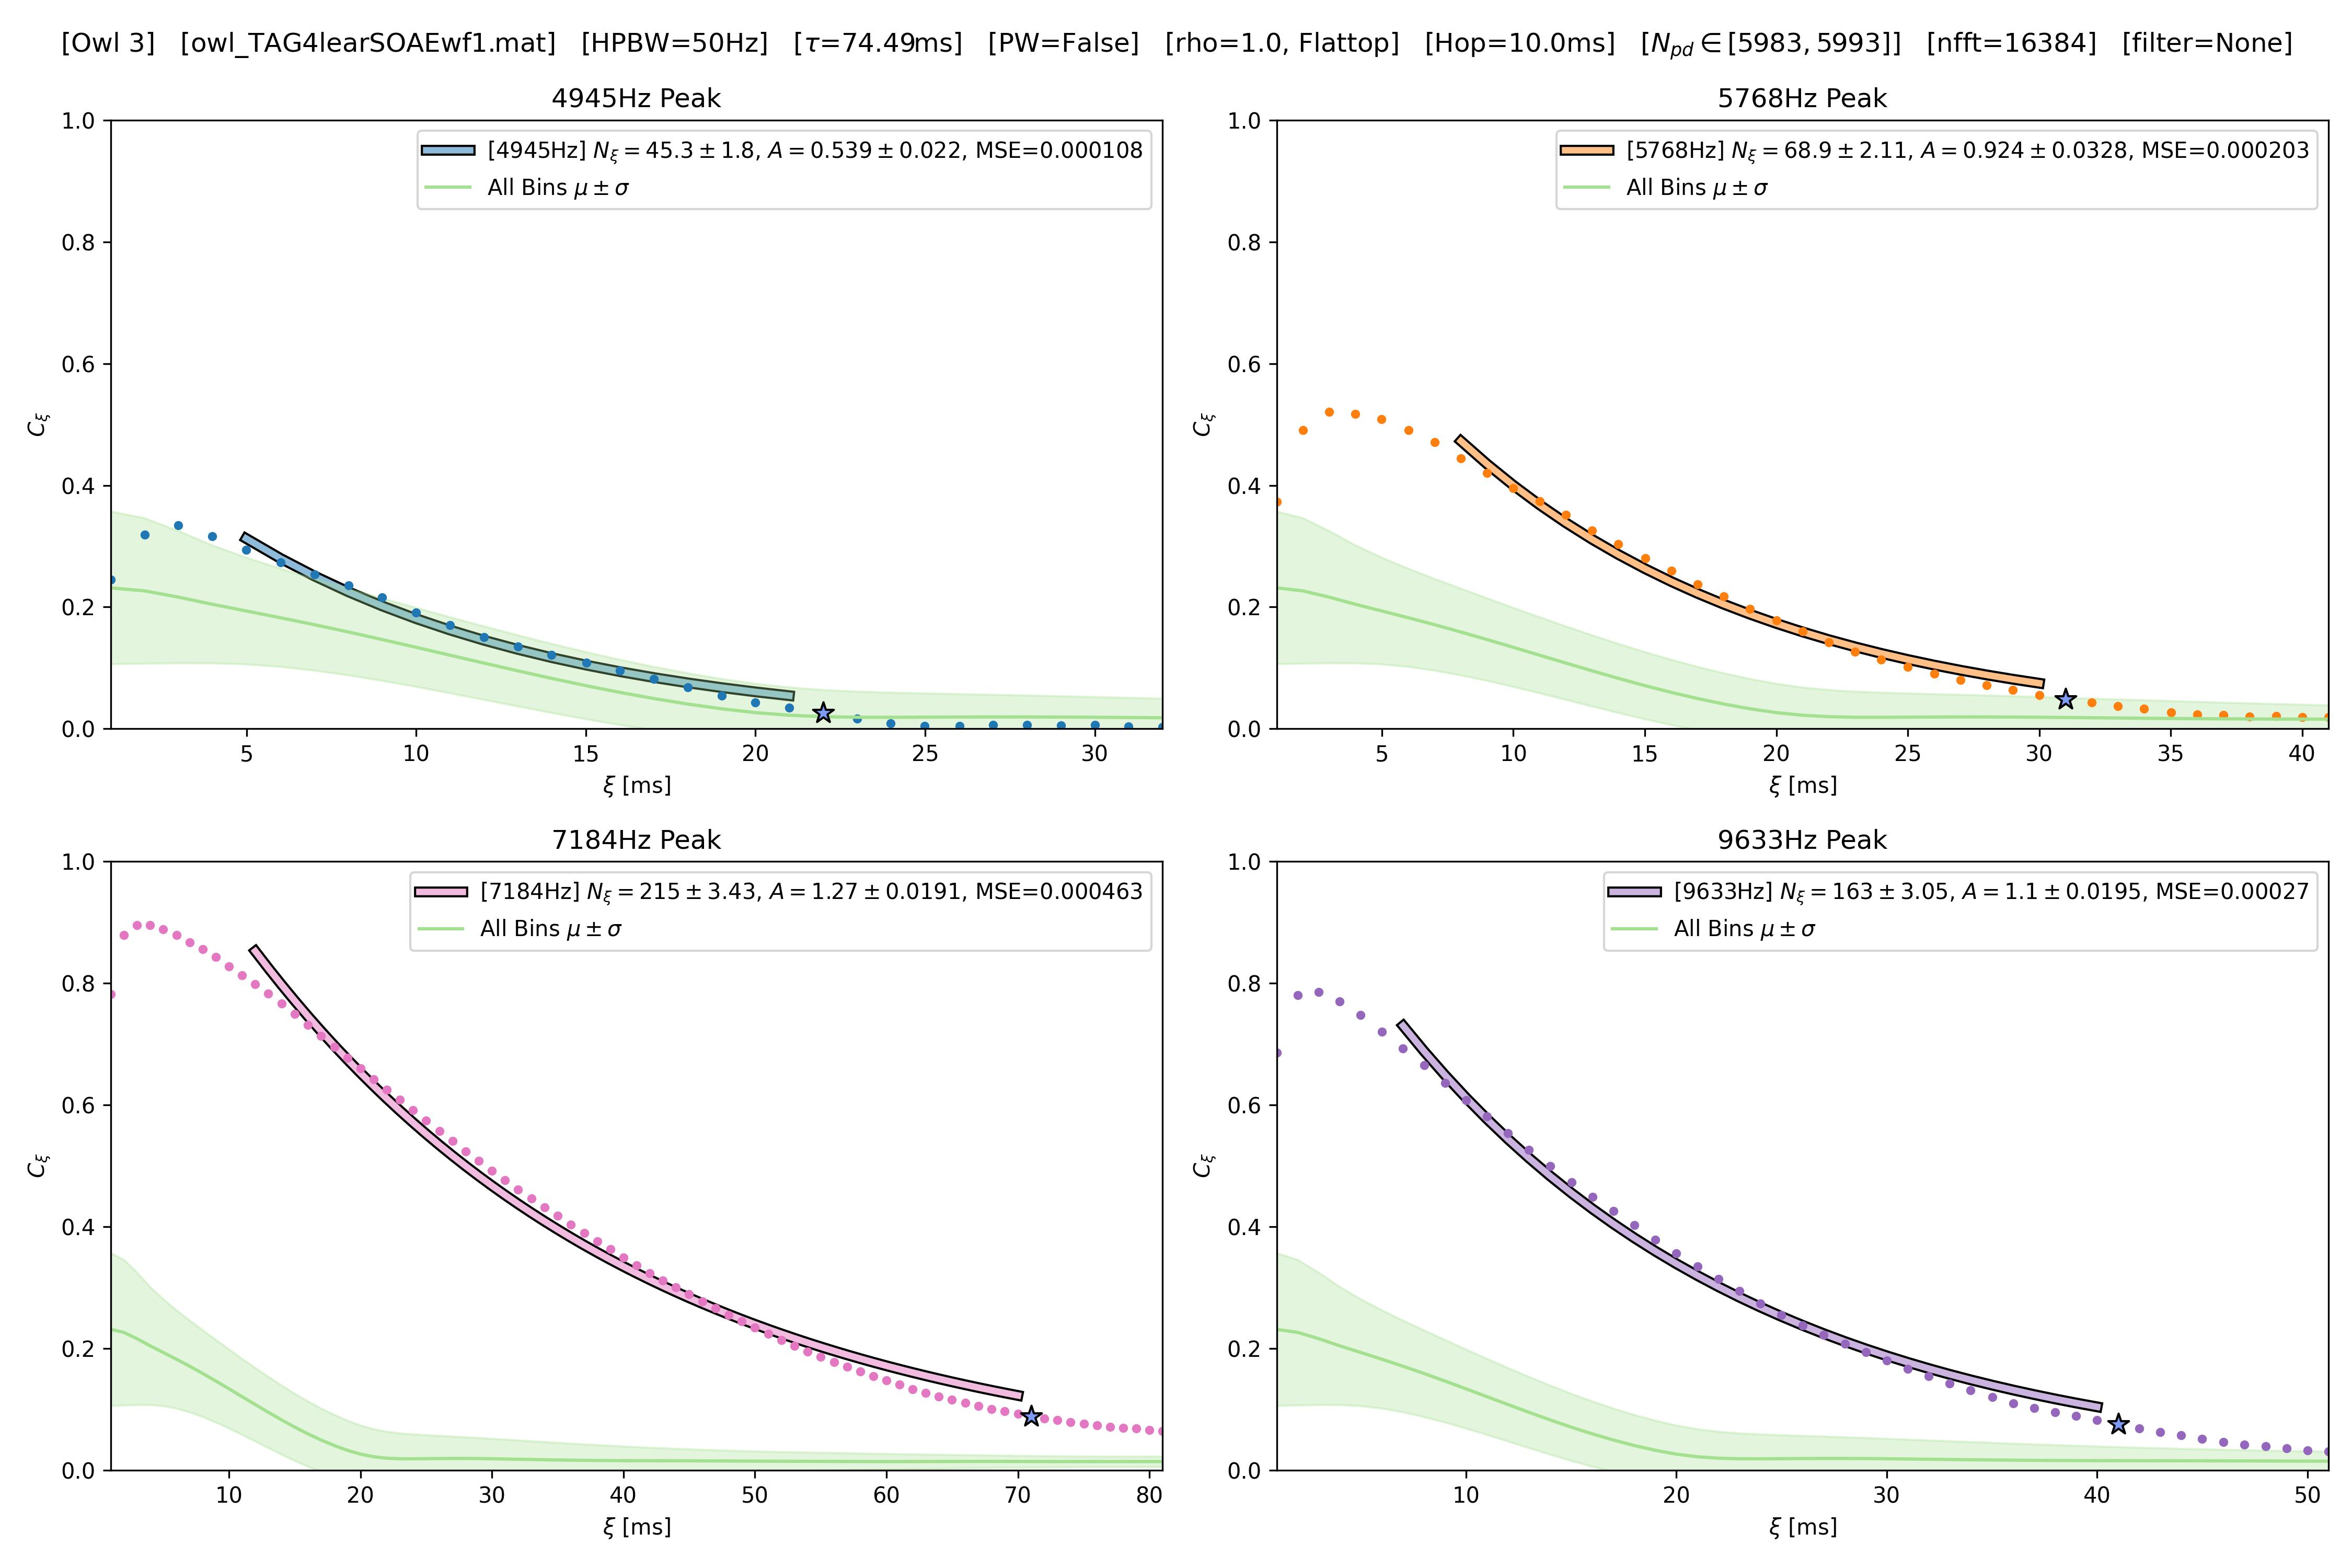 [Owl 3] [owl_TAG4learSOAEwf1.mat] [HPBW=50Hz] [τ=74.49ms] [PW=False] [rho=1.0, Flattop] [Hop=10.0ms] [N_pd ∈ [5983, 5993]] [nfft=16384] [filter=None]
4945Hz Peak
[4945Hz] N_ξ = 45.3 ± 1.8, A = 0.539 ± 0.022, MSE=0.000108
All Bins μ ± σ
1.0
0.8
0.6
0.4
0.2
0.0
C_ξ
5 10 15 20 25 30
ξ [ms]
5768Hz Peak
[5768Hz] N_ξ = 68.9 ± 2.11, A = 0.924 ± 0.0328, MSE=0.000203
All Bins μ ± σ
1.0
0.8
0.6
0.4
0.2
0.0
C_ξ
5 10 15 20 25 30 35 40
ξ [ms]
7184Hz Peak
[7184Hz] N_ξ = 215 ± 3.43, A = 1.27 ± 0.0191, MSE=0.000463
All Bins μ ± σ
1.0
0.8
0.6
0.4
0.2
0.0
C_ξ
10 20 30 40 50 60 70 80
ξ [ms]
9633Hz Peak
[9633Hz] N_ξ = 163 ± 3.05, A = 1.1 ± 0.0195, MSE=0.00027
All Bins μ ± σ
1.0
0.8
0.6
0.4
0.2
0.0
C_ξ
10 20 30 40 50
ξ [ms]